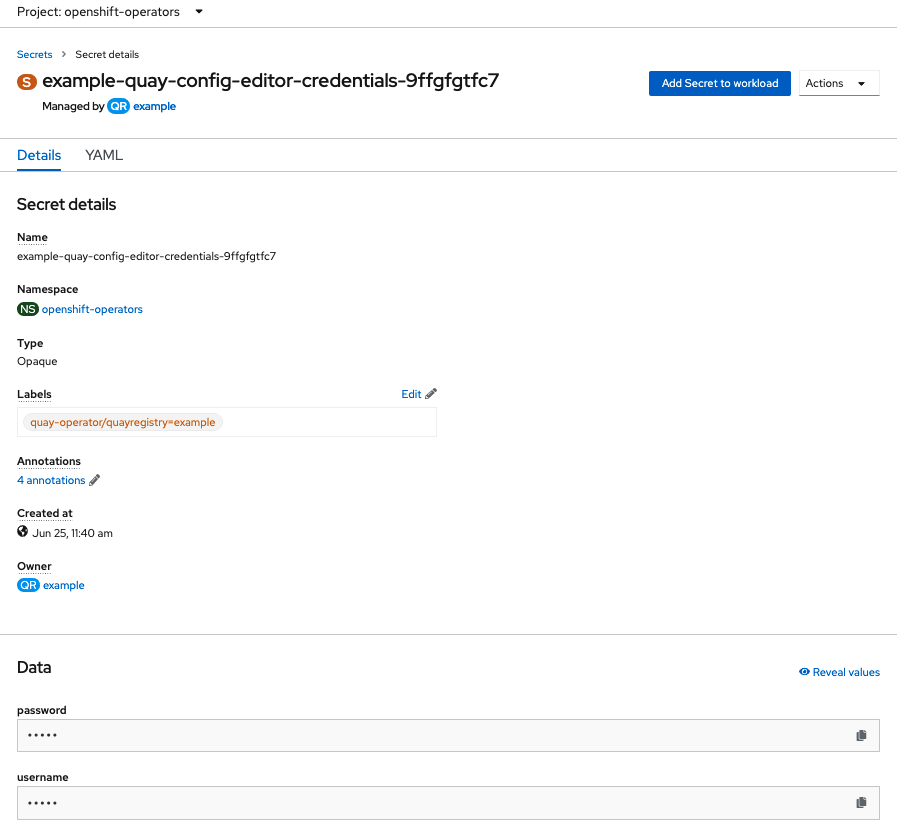 Project: openshift-operators
Secrets > Secret details
S example-quay-config-editor-credentials-9ffgfgtfc7
Add Secret to workload
Actions
Managed by QR example
Details YAML
Secret details
Name
example-quay-config-editor-credentials-9ffgfgtfc7
Namespace
NS openshift-operators
Type
Opaque
Labels
Edit
quay-operator/quayregistry=example
Annotations
4 annotations
Created at
Jun 25, 11:40 am
Owner
QR example
Data
Reveal values
password
•••••
username
•••••